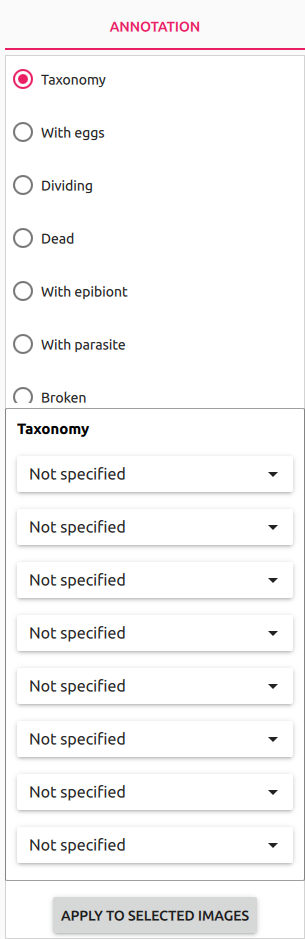 ANNOTATION
Taxonomy
With eggs
Dividing
Dead
With epibiont
With parasite
Broken
Taxonomy
Not specified
Not specified
Not specified
Not specified
Not specified
Not specified
Not specified
Not specified
APPLY TO SELECTED IMAGES